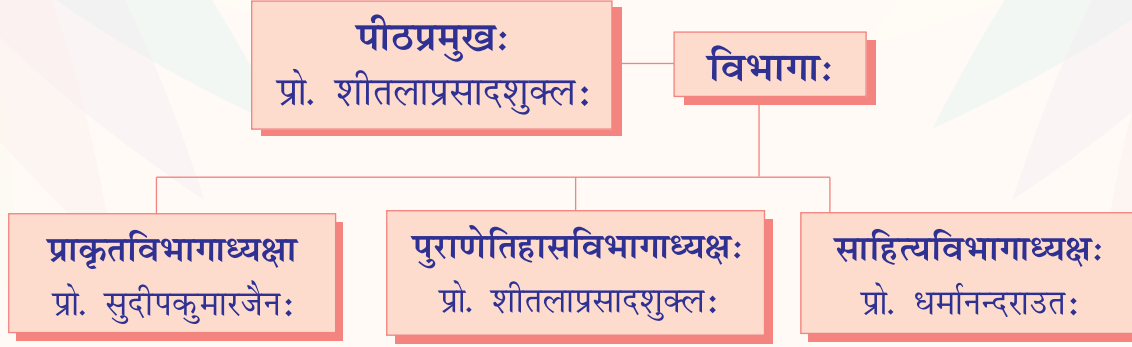 पीठप्रमुखः
प्रो. शीतलाप्रसादशुक्लः
विभागाः
प्राकृतविभागाध्यक्षा
प्रो. सुदीपकुमारजैनः
पुराणेतिहासविभागाध्यक्षः
प्रो. शीतलाप्रसादशुक्लः
साहित्यविभागाध्यक्षः
प्रो. धर्मानन्दराउतः